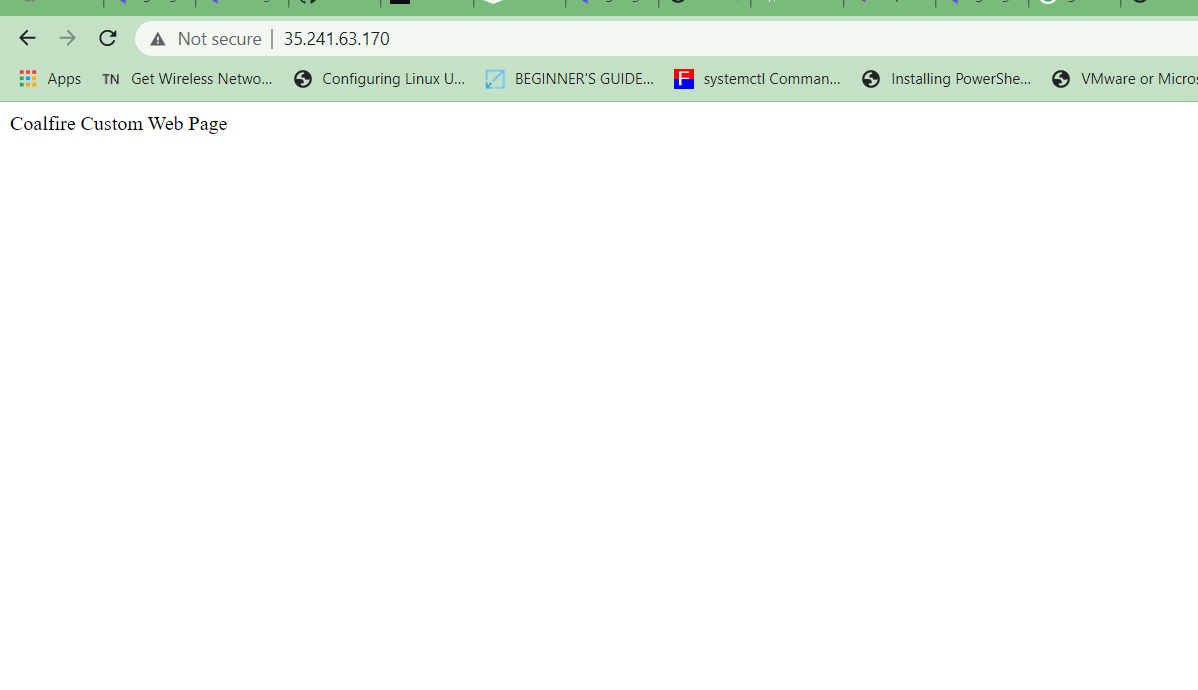 Not secure | 35.241.63.170
Apps TN Get Wireless Netwo... Configuring Linux U... BEGINNER'S GUIDE... F systemctl Comman... Installing PowerShe... VMware or Micros
Coalfire Custom Web Page